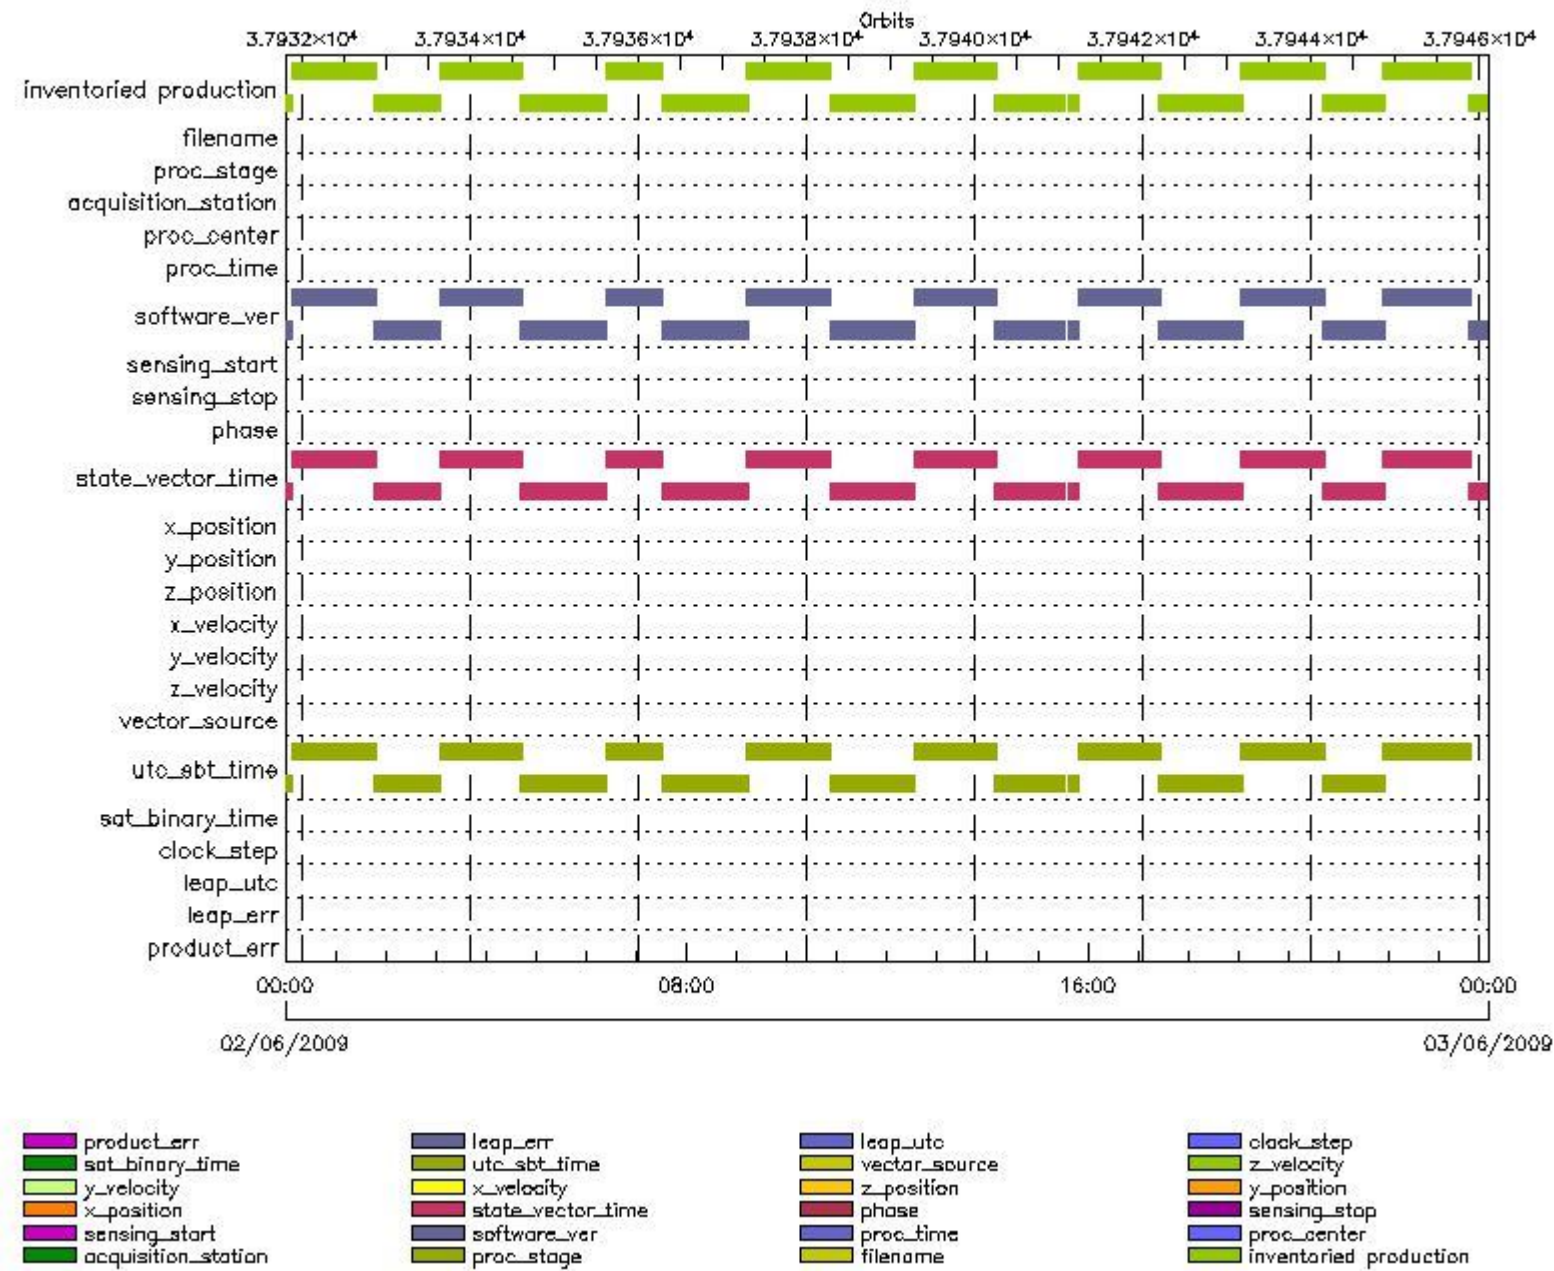 Orbits
3.7932×10⁴ 3.7934×10⁴ 3.7936×10⁴ 3.7938×10⁴ 3.7940×10⁴ 3.7942×10⁴ 3.7944×10⁴ 3.7946×10⁴
inventoried production
filename
proc_stage
acquisition_station
proc_center
proc_time
software_ver
sensing_start
sensing_stop
phase
state_vector_time
x_position
y_position
z_position
x_velocity
y_velocity
z_velocity
vector_source
utc_sbt_time
sat_binary_time
clock_step
leap_utc
leap_err
product_err
00:00 08:00 16:00 00:00
02/06/2009 03/06/2009
product_err leap_err leap_utc clock_step
sat_binary_time utc_sbt_time vector_source z_velocity
y_velocity x_velocity z_position y_position
x_position state_vector_time phase sensing_stop
sensing_start software_ver proc_time proc_center
acquisition_station proc_stage filename inventoried production